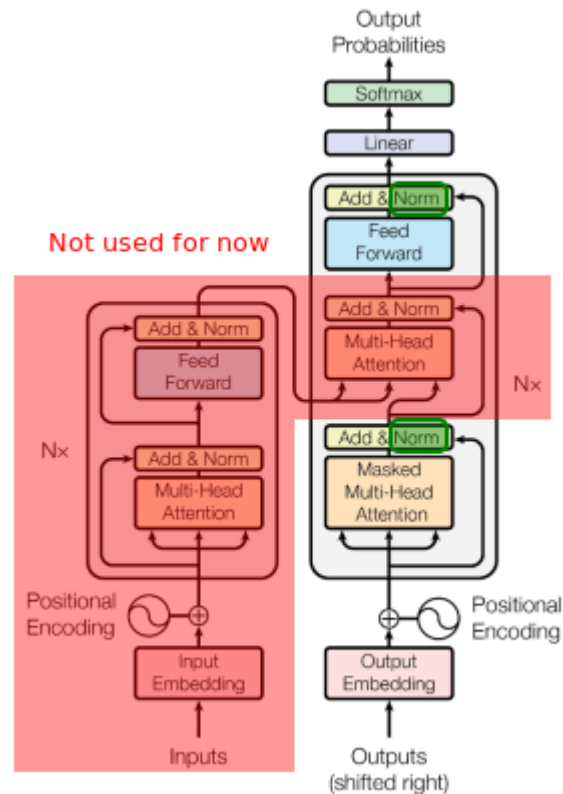 Output
Probabilities
Softmax
Linear
Add & Norm
Feed
Forward
Not used for now
Add & Norm
Multi-Head
Attention
Add & Norm
Feed
Forward
N×
N×
Add & Norm
Masked
Multi-Head
Attention
Add & Norm
Multi-Head
Attention
Positional
Encoding
Positional
Encoding
Input
Embedding
Output
Embedding
Inputs
Outputs
(shifted right)